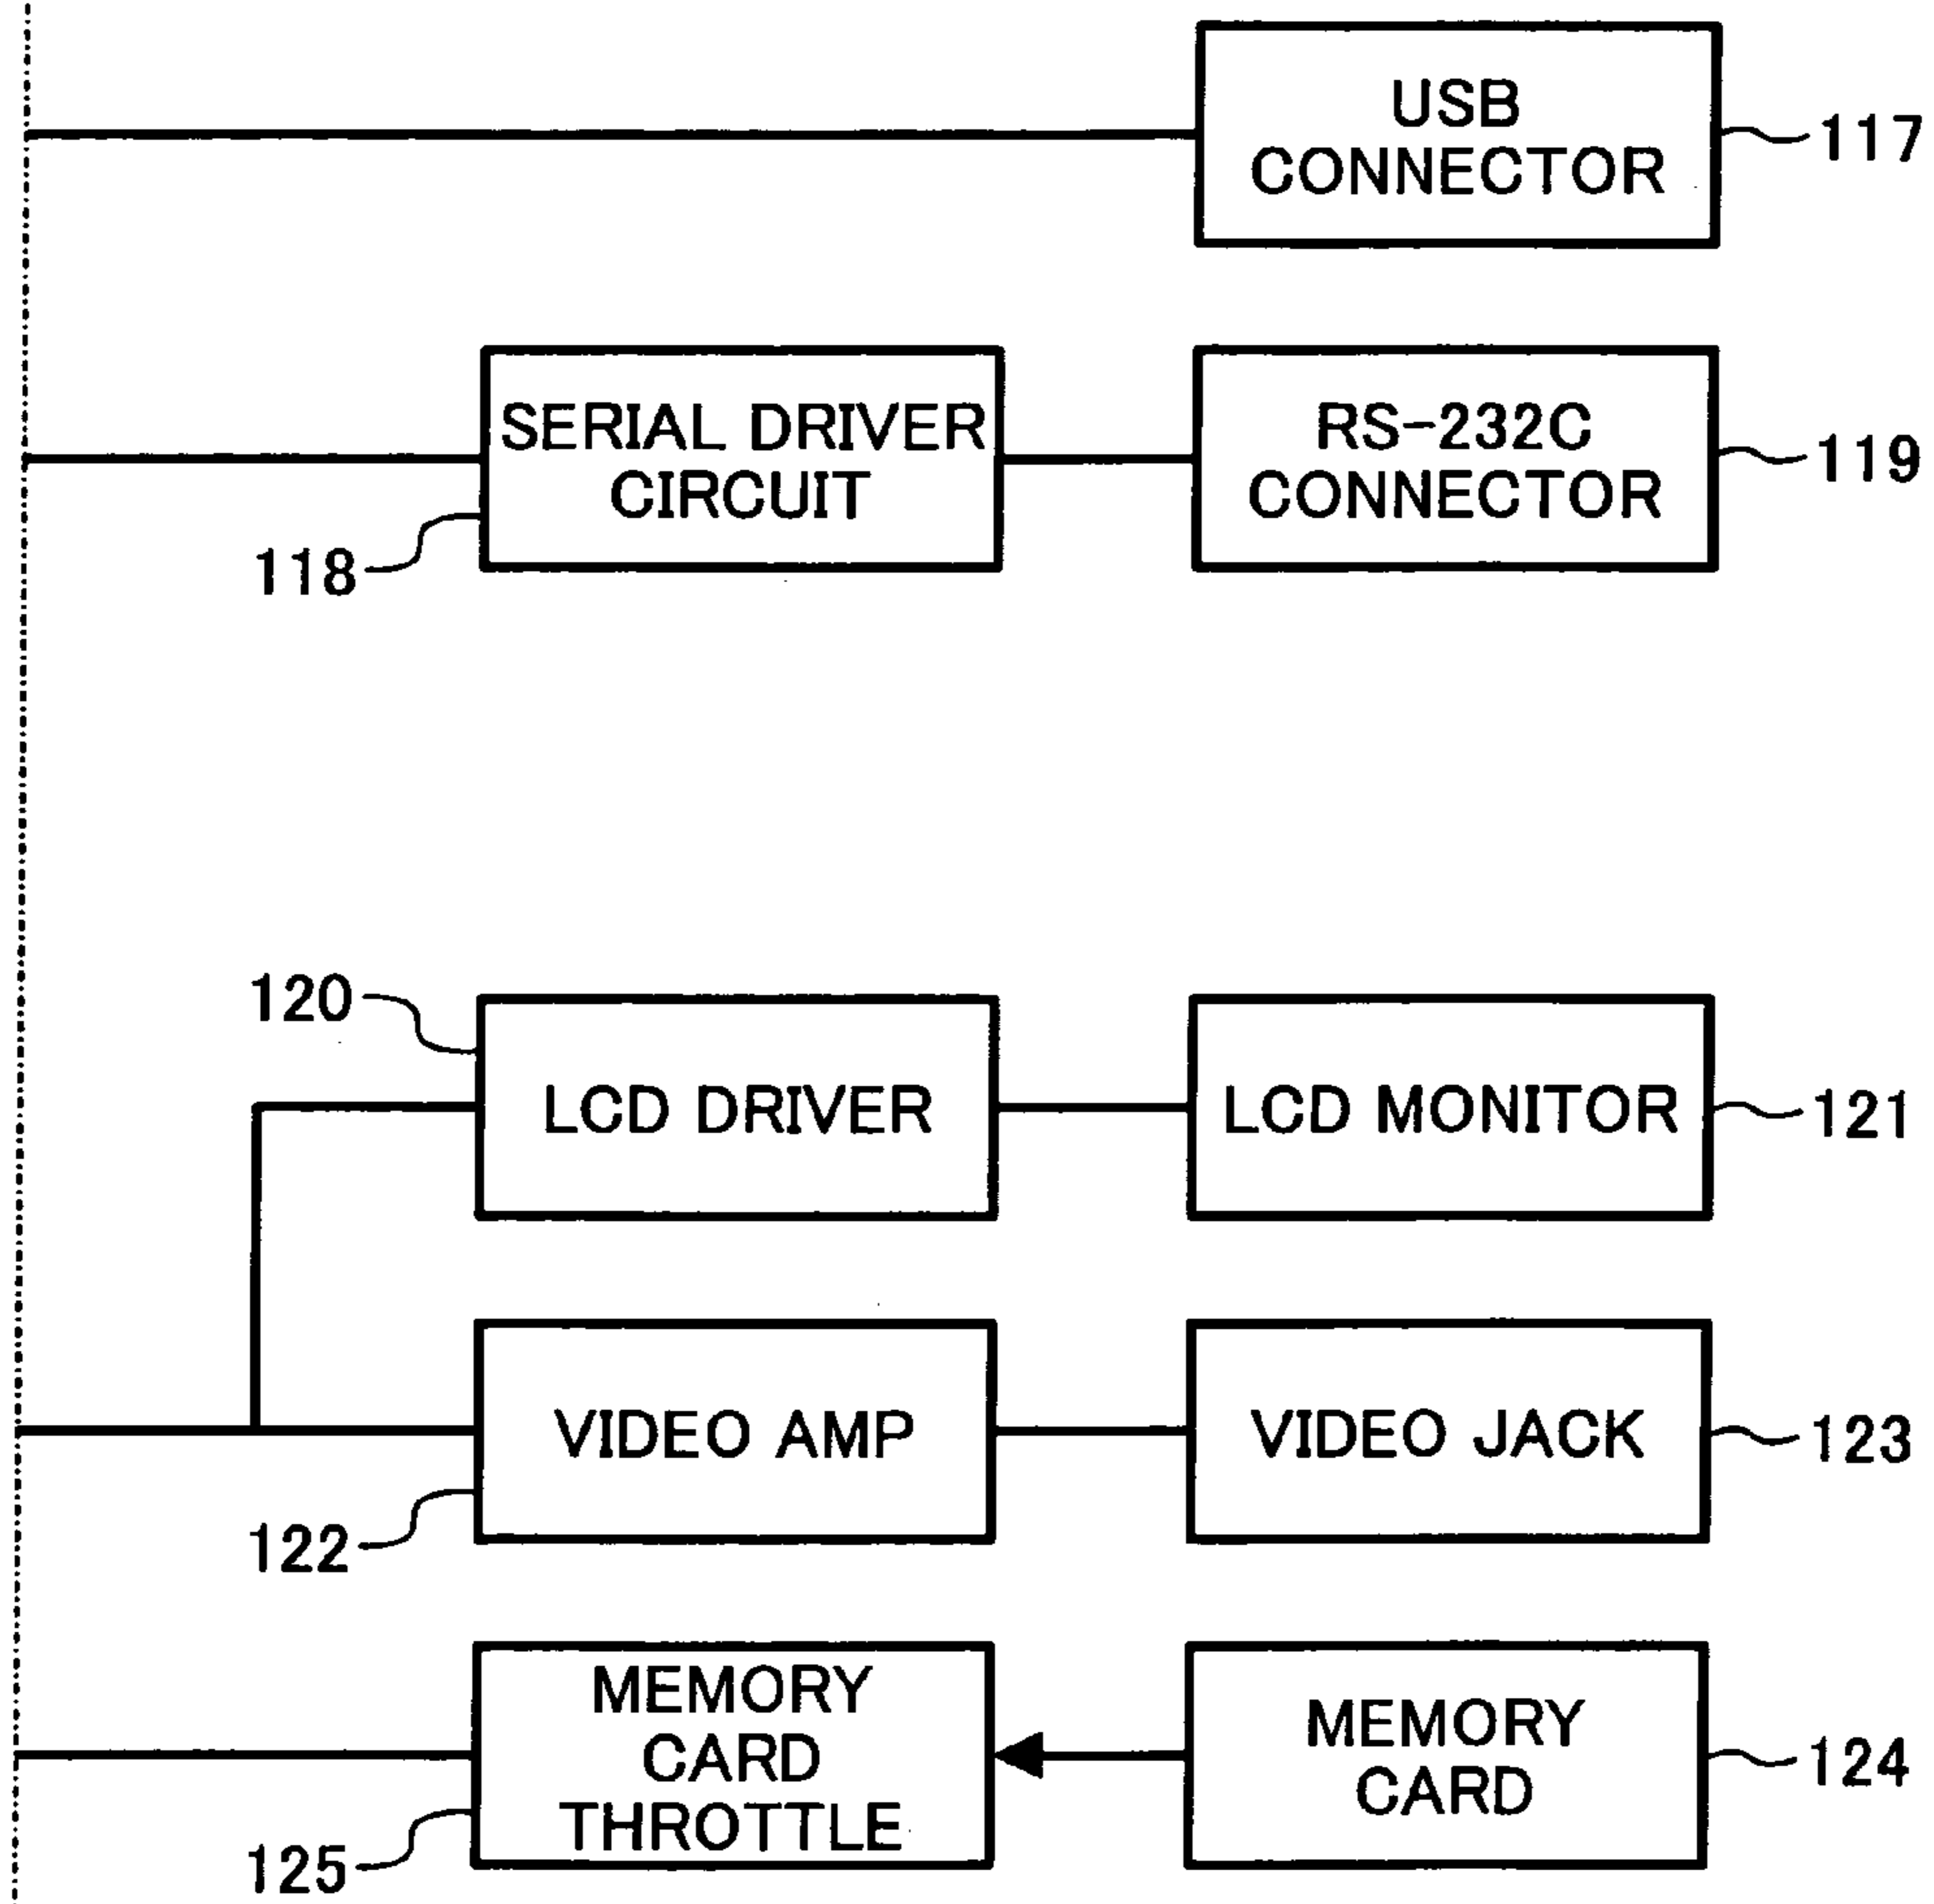 USB
CONNECTOR
117
SERIAL DRIVER
CIRCUIT
118
RS-232C
CONNECTOR
119
120
LCD DRIVER
LCD MONITOR
121
VIDEO AMP
122
VIDEO JACK
123
MEMORY
CARD
THROTTLE
125
MEMORY
CARD
124